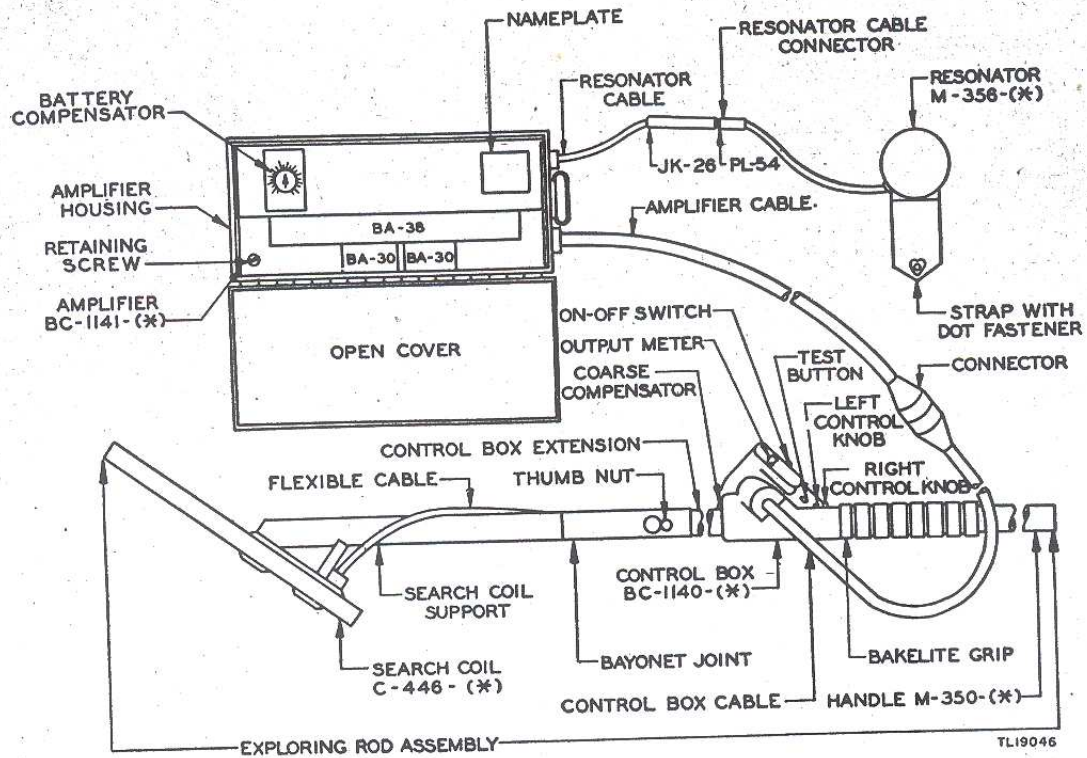 NAMEPLATE
RESONATOR CABLE
CONNECTOR
RESONATOR
M-356-(*)
RESONATOR
CABLE
BATTERY
COMPENSATOR
JK-26
PL-54
AMPLIFIER
HOUSING
AMPLIFIER CABLE.
BA-38
RETAINING
SCREW
BA-30
BA-30
AMPLIFIER
BC-1141-(*)
STRAP WITH
DOT FASTENER
ON-OFF SWITCH
OPEN COVER
OUTPUT METER
TEST
BUTTON
CONNECTOR
COARSE
COMPENSATOR
LEFT
CONTROL
KNOB
CONTROL BOX EXTENSION
RIGHT
CONTROL KNOB
FLEXIBLE CABLE
THUMB NUT
SEARCH COIL
SUPPORT
CONTROL BOX
BC-1140-(*)
BAYONET JOINT
BAKELITE GRIP
SEARCH COIL
C-446-(*)
CONTROL BOX CABLE
HANDLE M-350-(*)
EXPLORING ROD ASSEMBLY
TL19046